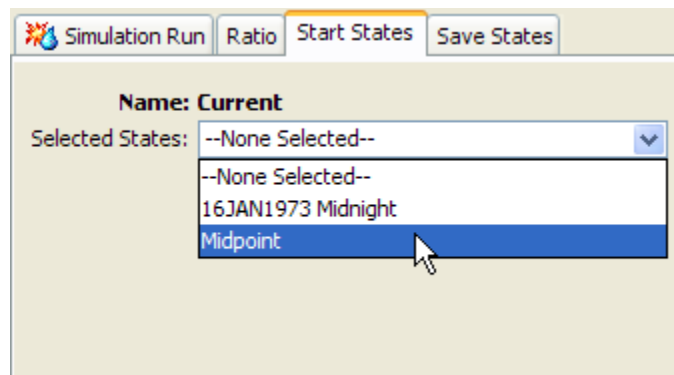 Simulation Run Ratio Start States Save States
Name: Current
Selected States: --None Selected--
--None Selected--
16JAN1973 Midnight
Midpoint